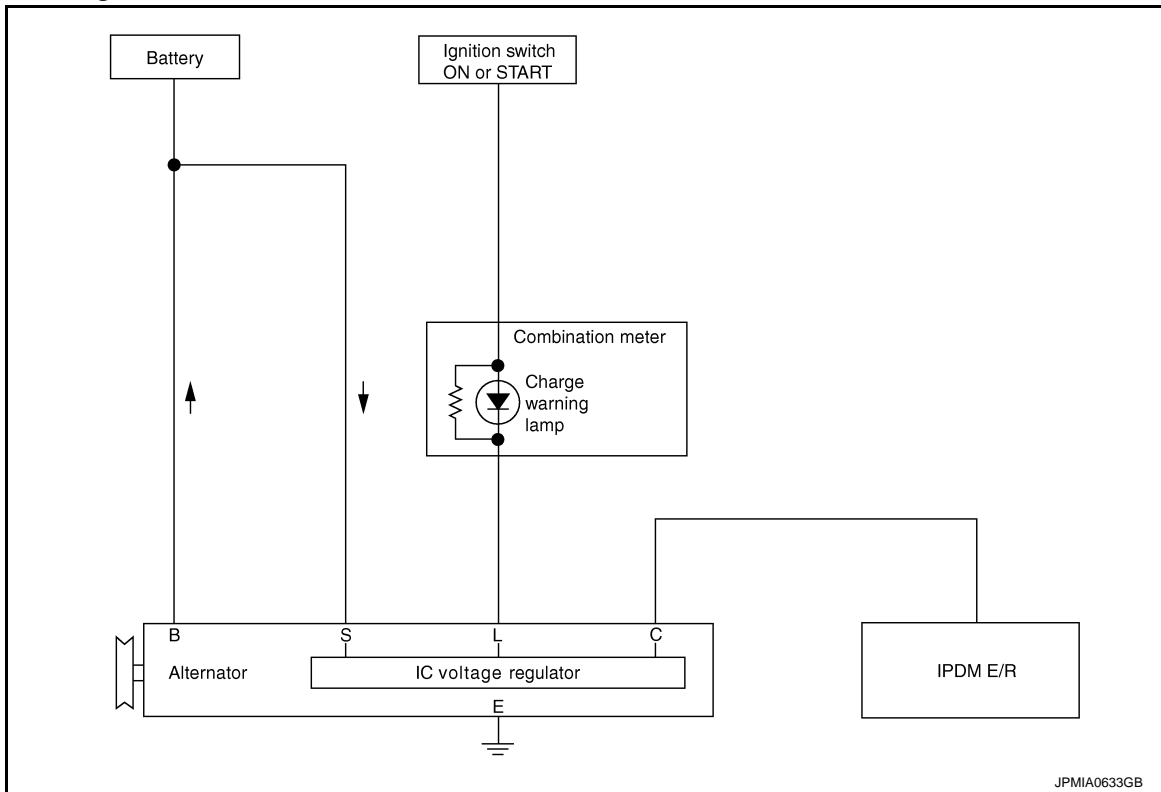 Battery
Ignition switch
ON or START
Combination meter
Charge
warning
lamp
B
S
L
C
Alternator
IC voltage regulator
E
IPDM E/R
JPMIA0633GB